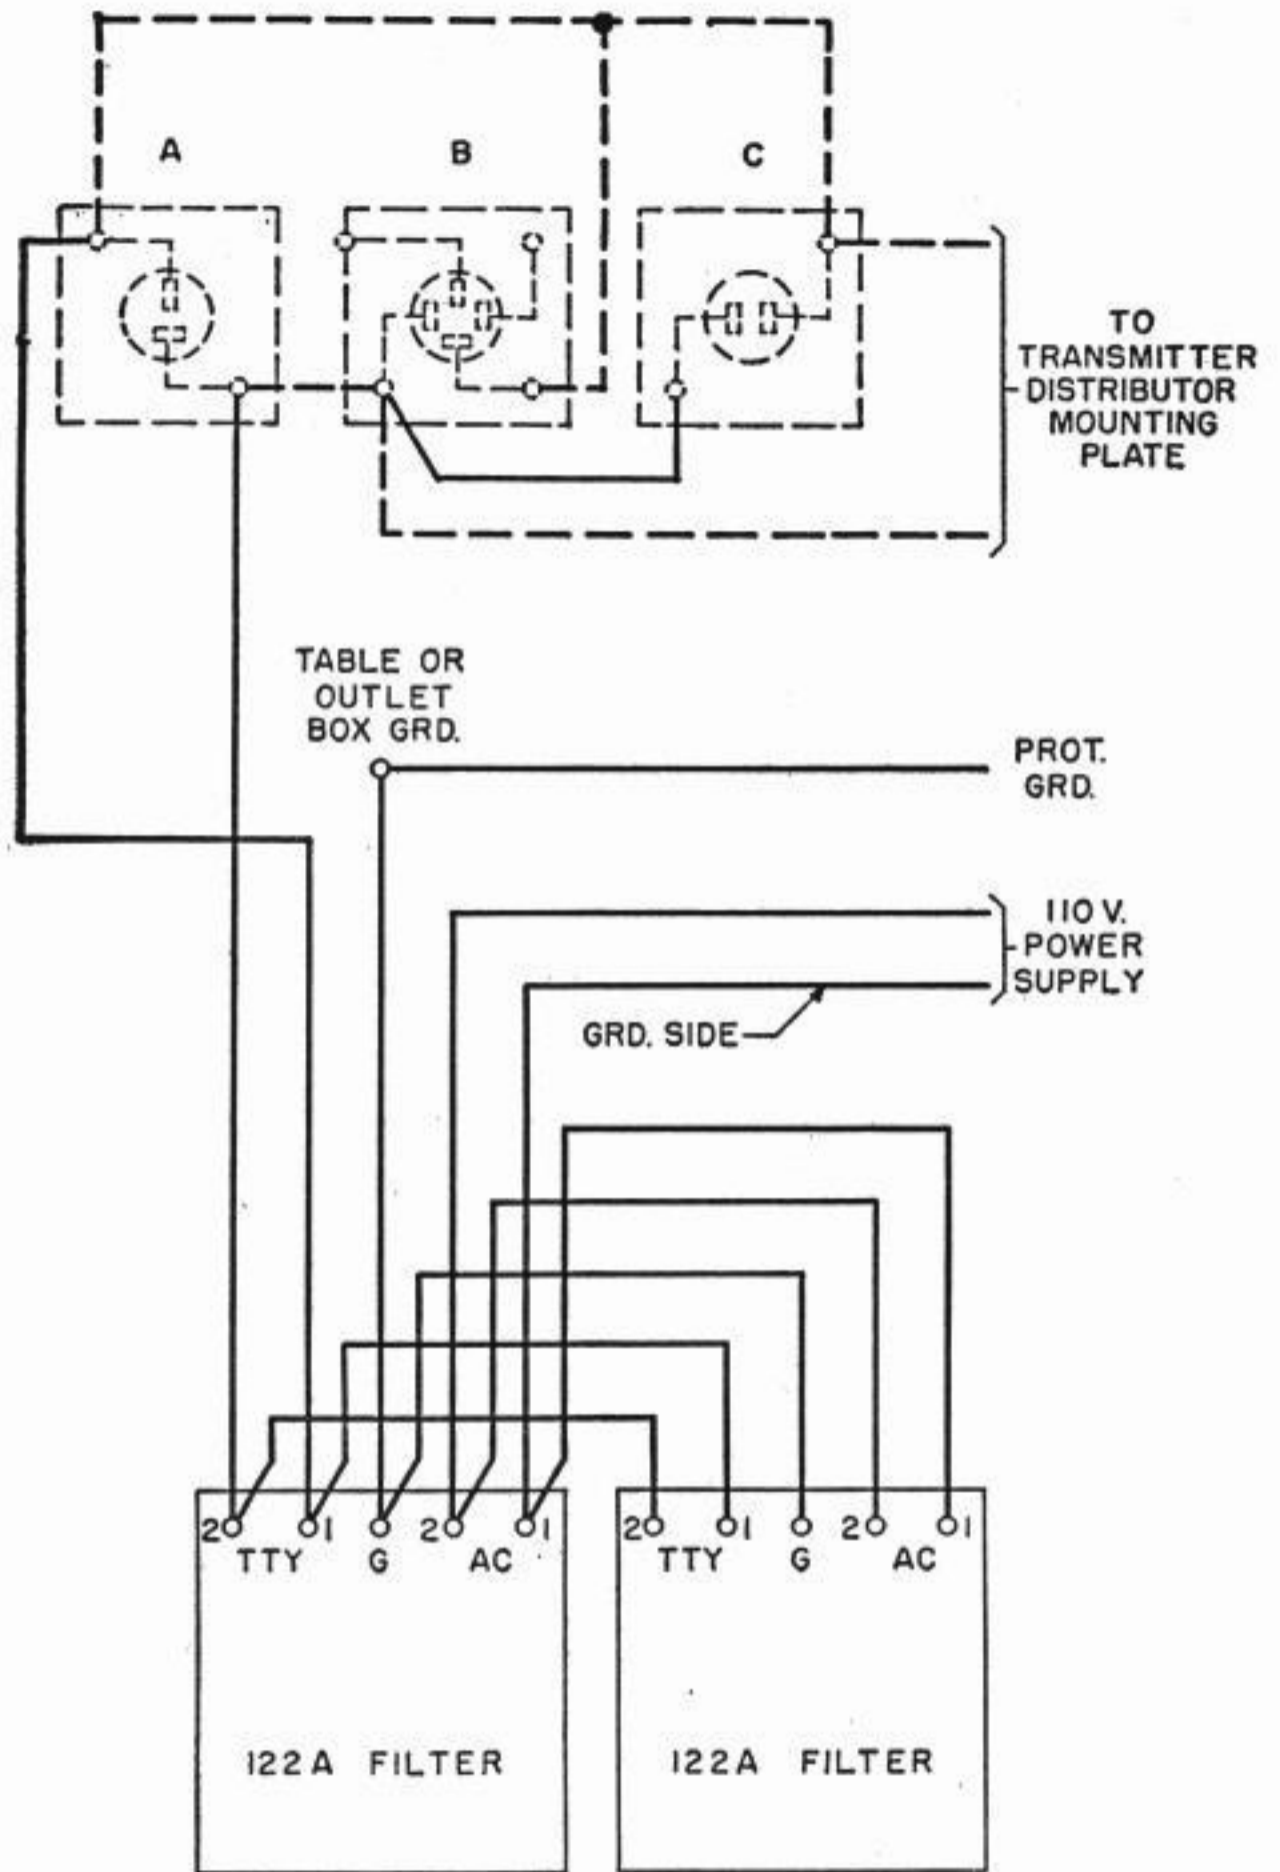 A
B
C
TO
TRANSMITTER
DISTRIBUTOR
MOUNTING
PLATE
TABLE OR
OUTLET
BOX GRD.
PROT.
GRD.
110 V.
POWER
SUPPLY
GRD. SIDE
2 1 2 1
TTY G AC
122A FILTER
2 1 2 1
TTY G AC
122A FILTER